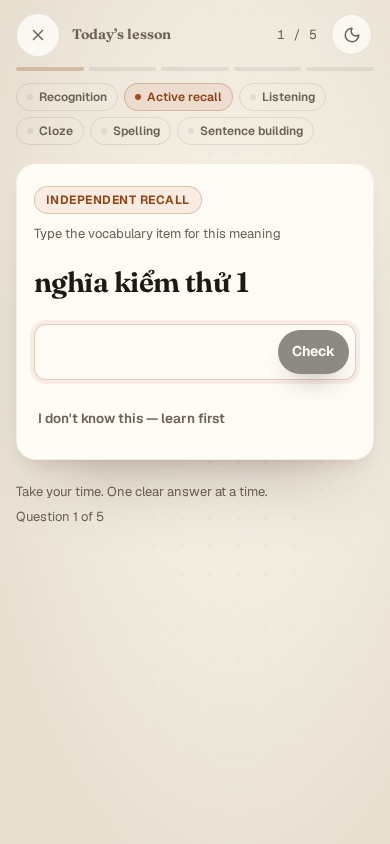 Today's lesson
1 / 5
Recognition
Active recall
Listening
Cloze
Spelling
Sentence building
INDEPENDENT RECALL
Type the vocabulary item for this meaning
nghĩa kiểm thử 1
Check
I don't know this — learn first
Take your time. One clear answer at a time.
Question 1 of 5